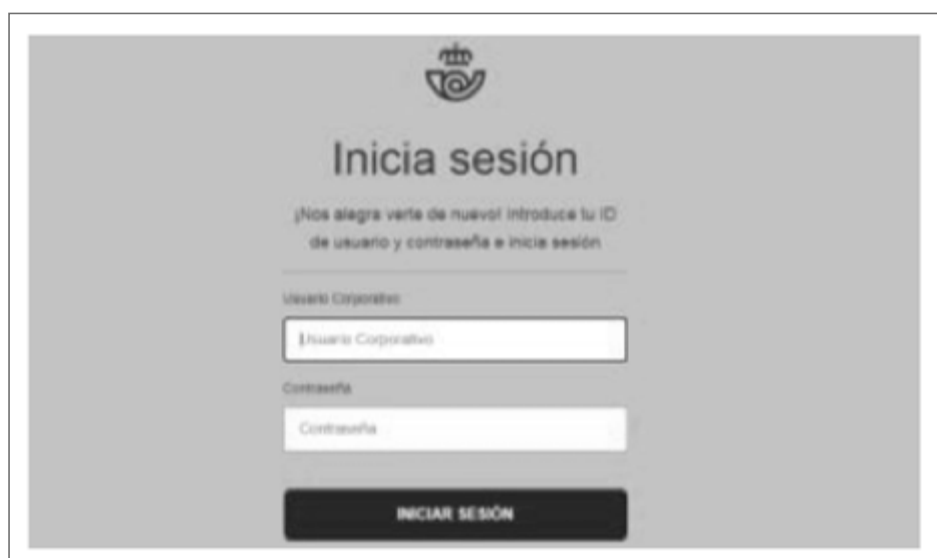 Inicia sesión
¡Nos alegra verte de nuevo! Introduce tu ID
de usuario y contraseña e inicia sesión
Usuario Corporativo
Usuario Corporativo
Contraseña
Contraseña
INICIAR SESIÓN